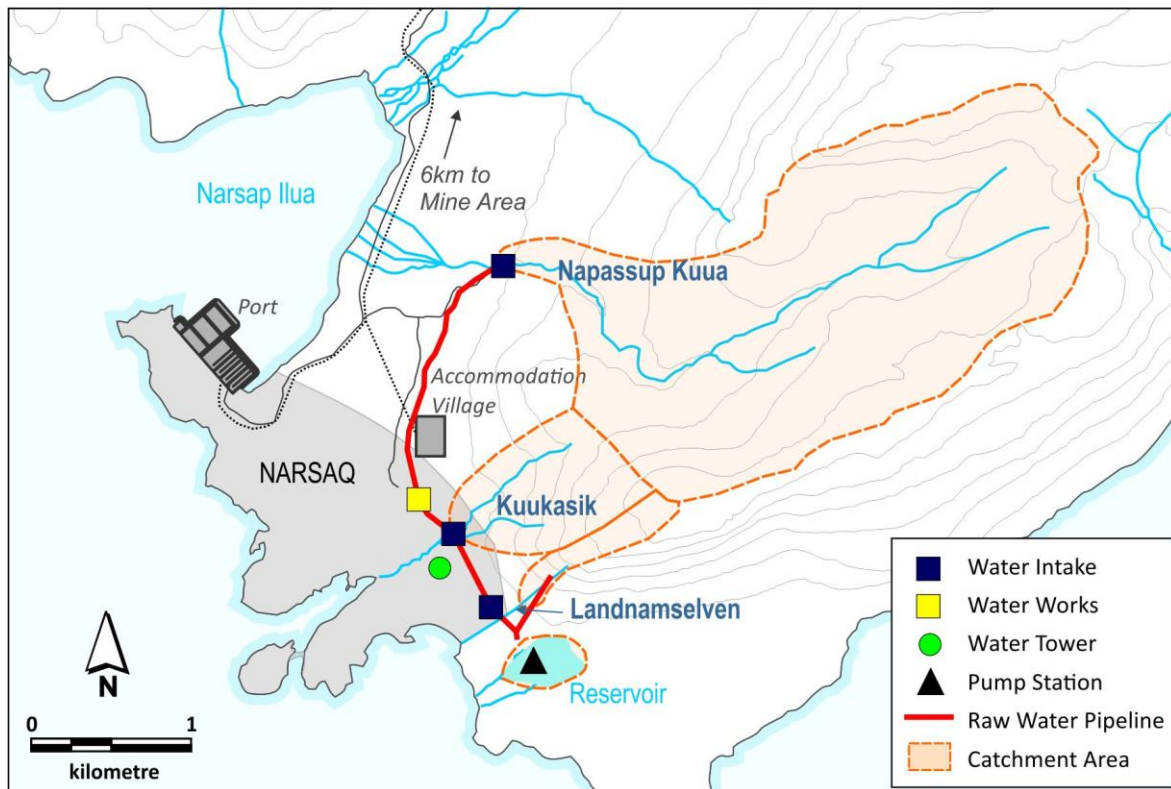 6km to
Mine Area
Narsap Ilua
Napassup Kuua
Port
Accommodation
Village
NARSAQ
Kuukasik
Landnamselven
Reservoir
N
0 1
kilometre
Water Intake
Water Works
Water Tower
Pump Station
Raw Water Pipeline
Catchment Area